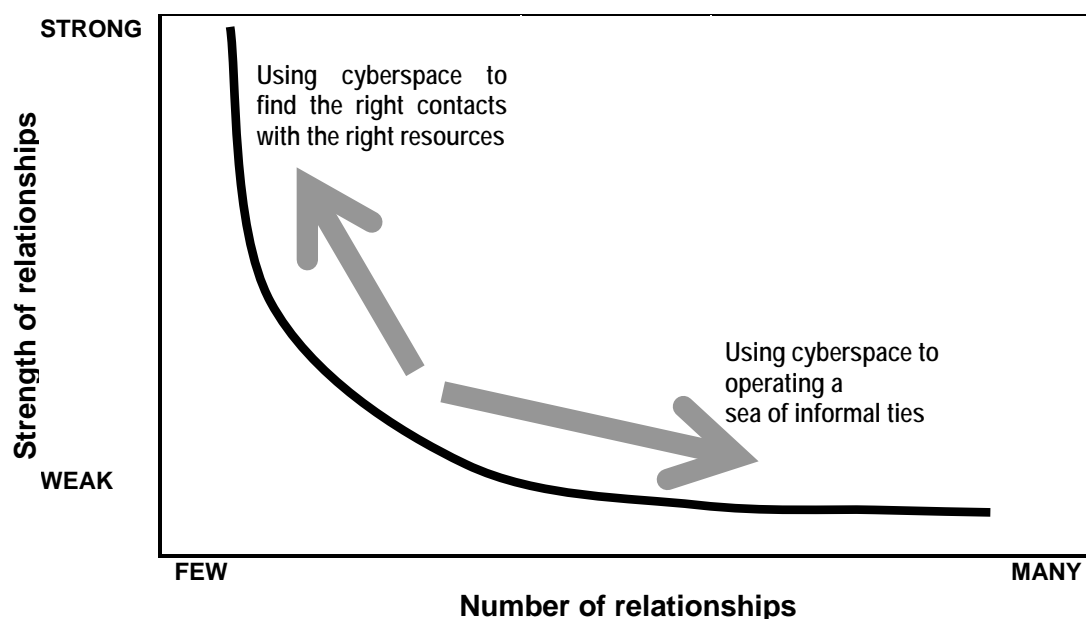 STRONG
Using cyberspace to
find the right contacts
with the right resources
Strength of relationships
Using cyberspace to
operating a
sea of informal ties
WEAK
FEW
MANY
Number of relationships